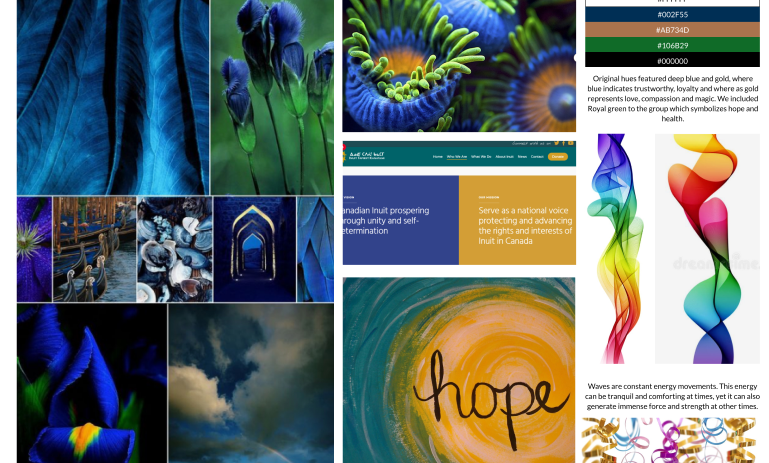 #002F55
#AB734D
#106B29
#000000
Original hues featured deep blue and gold, where
blue indicates trustworthy, loyalty and where as gold
represents love, compassion and magic. We included
Royal green to the group which symbolizes hope and
health.
Home Who We Are What We Do About Inuit News Contact
anadian Inuit prospering
rough unity and self-
etermination
Serve as a national voice
protecting and advancing
the rights and interests of
Inuit in Canada
hope
Waves are constant energy movements. This energy
can be tranquil and comforting at times, yet it can also
generate immense force and strength at other times.